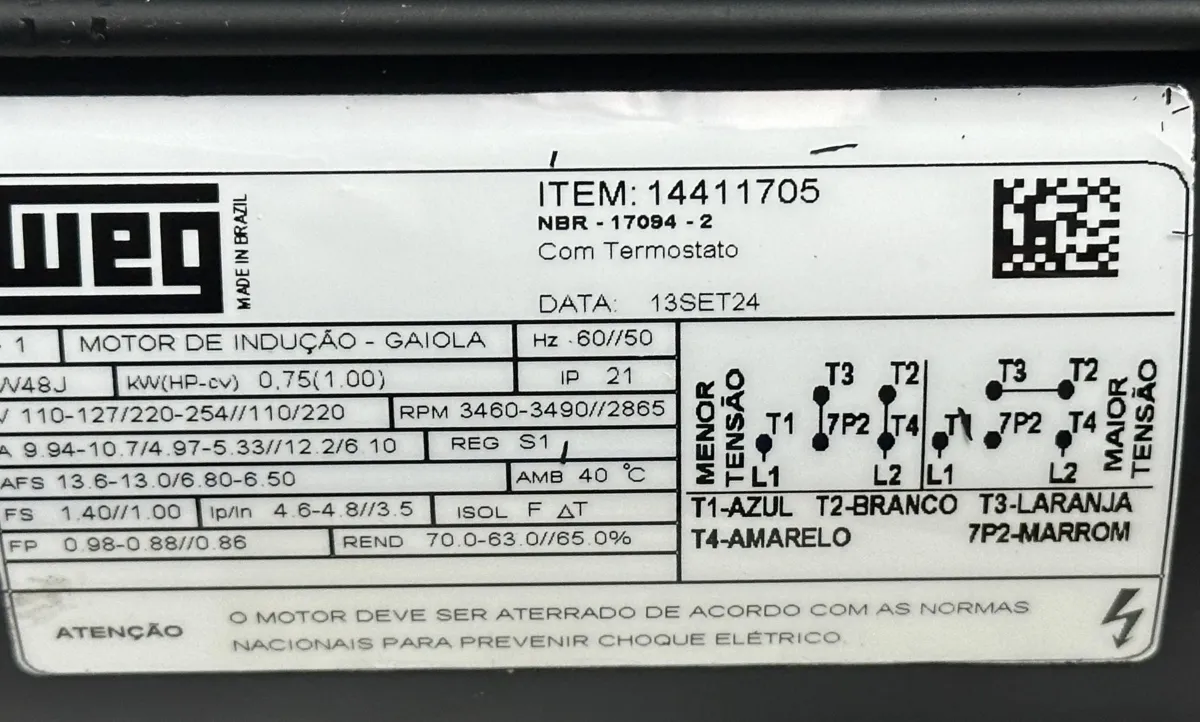 weg
MADE IN BRAZIL
ITEM: 14411705
NBR - 17094 - 2
Com Termostato
DATA: 13SET24
1 MOTOR DE INDUÇÃO - GAIOLA Hz 60//50
W48J KW(HP-cv) 0,75(1.00) IP 21
V 110-127/220-254//110/220 RPM 3460-3490//2865
A 9.94-10.7/4.97-5.33//12.2/6.10 REG S1
AFS 13.6-13.0/6.80-6.50 AMB 40 °C
FS 1.40//1.00 Ip/In 4.6-4.8//3.5 ISOL F ΔT
FP 0.98-0.88//0.86 REND 70.0-63.0//65.0%
MENOR TENSÃO
T3 T2
T1 7P2 T4
L1 L2
T3 T2
T1 7P2 T4
L1 L2
MAIOR TENSÃO
T1-AZUL T2-BRANCO T3-LARANJA
T4-AMARELO 7P2-MARROM
ATENÇÃO
O MOTOR DEVE SER ATERRADO DE ACORDO COM AS NORMAS
NACIONAIS PARA PREVENIR CHOQUE ELÉTRICO.